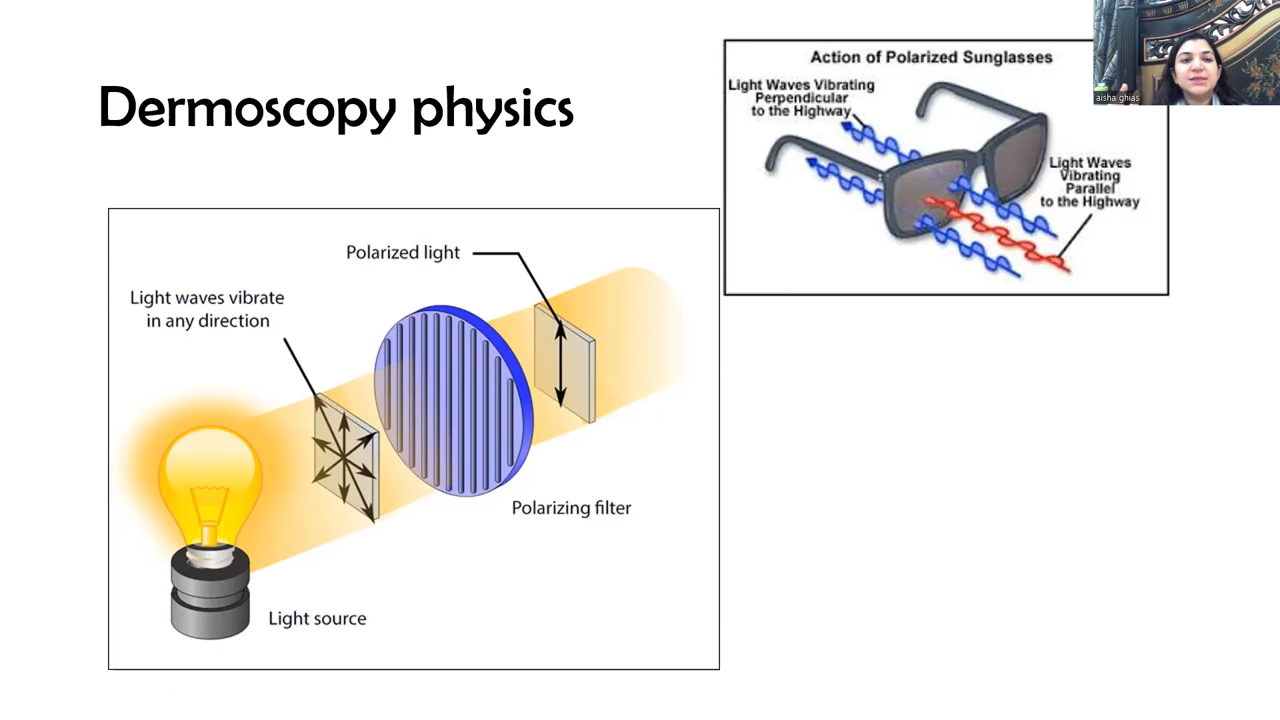 Dermoscopy physics
Action of Polarized Sunglasses
Light Waves Vibrating
Perpendicular
to the Highway
Light Waves
Vibrating
Parallel
to the Highway
aisha ghias
Polarized light
Light waves vibrate
in any direction
Polarizing filter
Light source